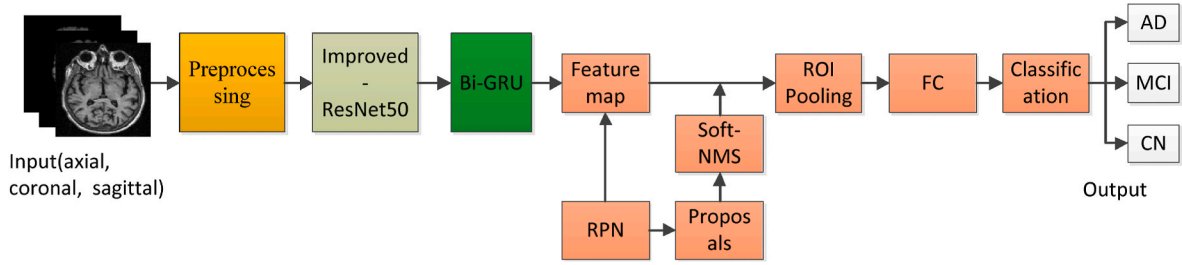 Input(axial,
coronal, sagittal)
Preproces
sing
Improved
-
ResNet50
Bi-GRU
Feature
map
RPN
Propos
als
Soft-
NMS
ROI
Pooling
FC
Classific
ation
AD
MCI
CN
Output